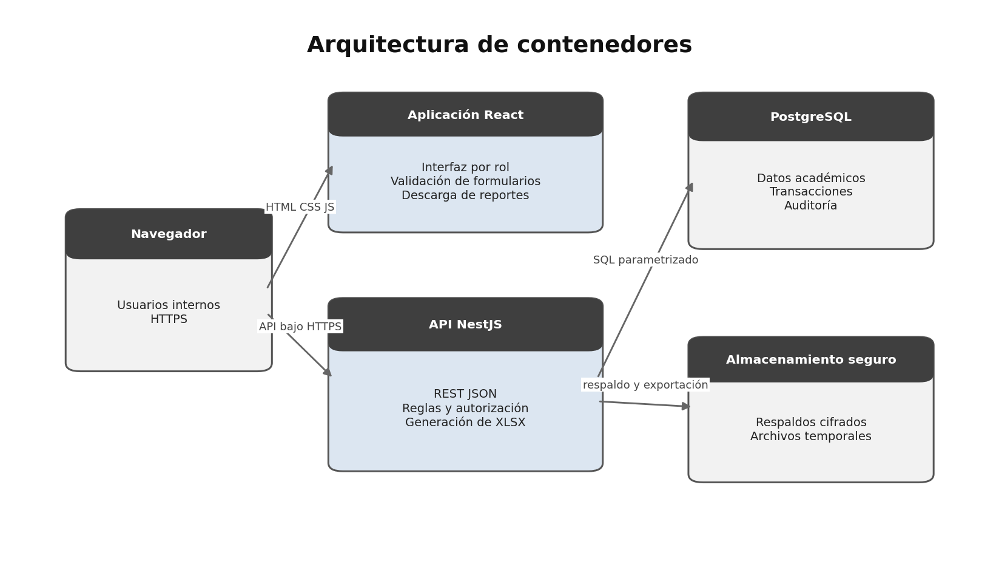 Arquitectura de contenedores
Aplicación React
Interfaz por rol
Validación de formularios
Descarga de reportes
PostgreSQL
Datos académicos
Transacciones
Auditoría
HTML CSS JS
Navegador
Usuarios internos
HTTPS
SQL parametrizado
API bajo HTTPS
API NestJS
REST JSON
Reglas y autorización
Generación de XLSX
respaldo y exportación
Almacenamiento seguro
Respaldos cifrados
Archivos temporales